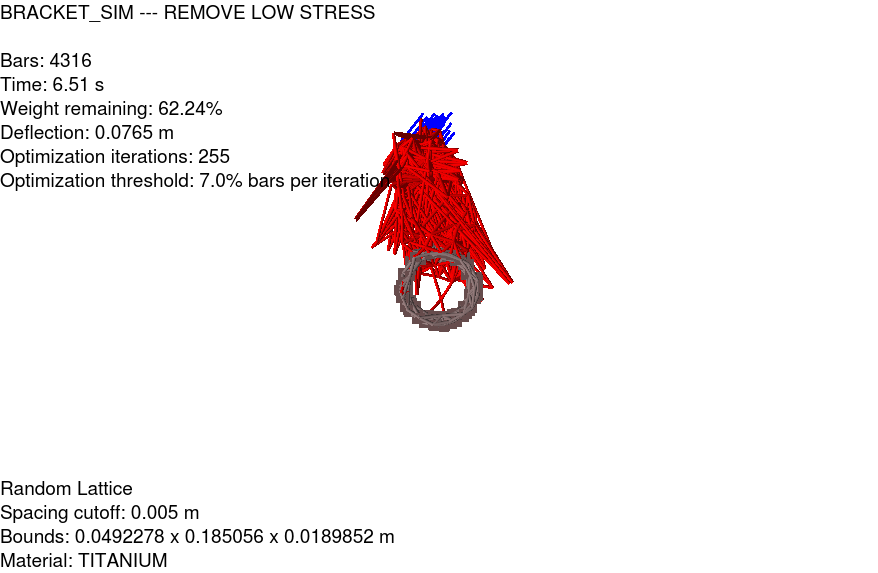 BRACKET_SIM --- REMOVE LOW STRESS
Bars: 4316
Time: 6.51 s
Weight remaining: 62.24%
Deflection: 0.0765 m
Optimization iterations: 255
Optimization threshold: 7.0% bars per iteration
Random Lattice
Spacing cutoff: 0.005 m
Bounds: 0.0492278 x 0.185056 x 0.0189852 m
Material: TITANIUM